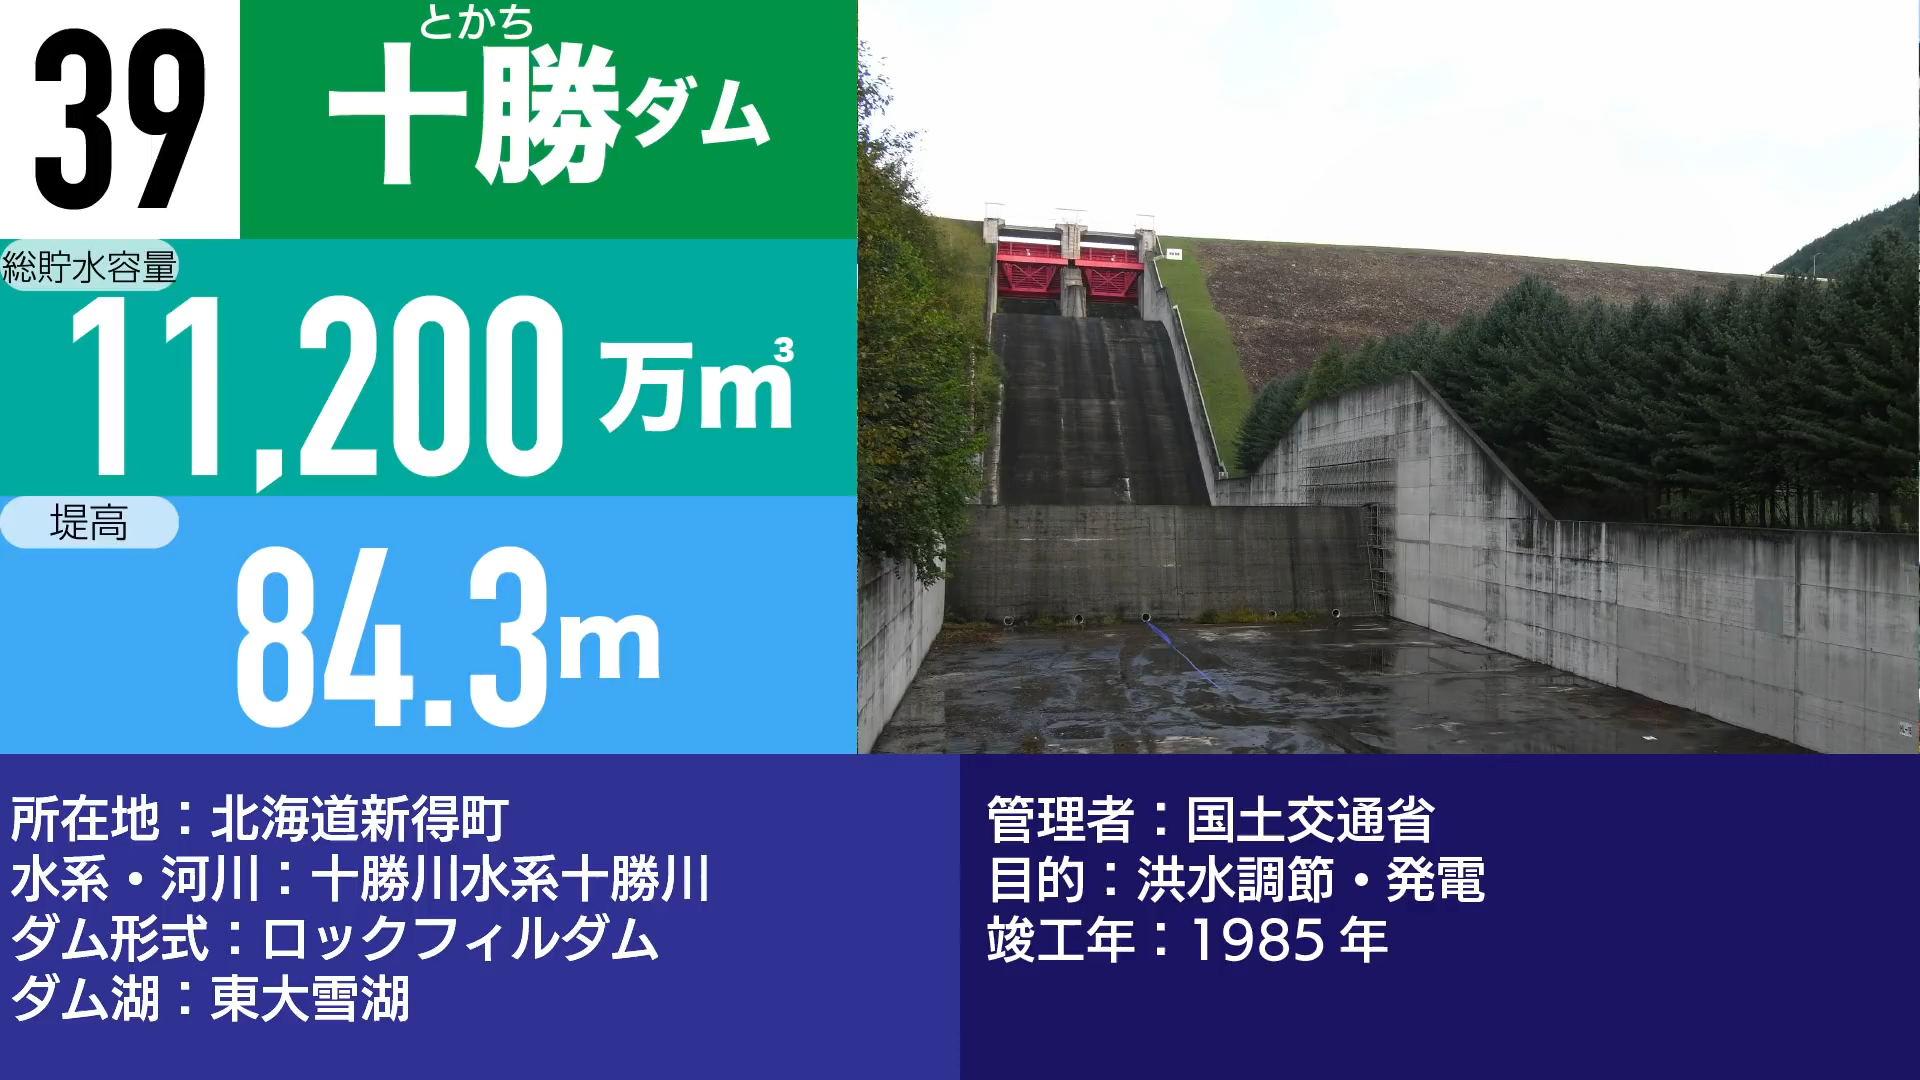 39
とかち
十勝ダム
総貯水容量
11,200万㎥
堤高
84.3m
所在地：北海道新得町
水系・河川：十勝川水系十勝川
ダム形式：ロックフィルダム
ダム湖：東大雪湖
管理者：国土交通省
目的：洪水調節・発電
竣工年：1985年